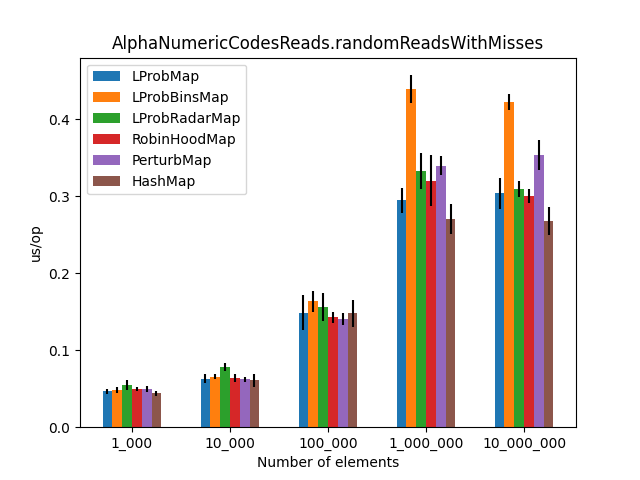 AlphaNumericCodesReads.randomReadsWithMisses
LProbMap
LProbBinsMap
LProbRadarMap
RobinHoodMap
PerturbMap
HashMap
us/op
0.4
0.3
0.2
0.1
0.0
1_000 10_000 100_000 1_000_000 10_000_000
Number of elements